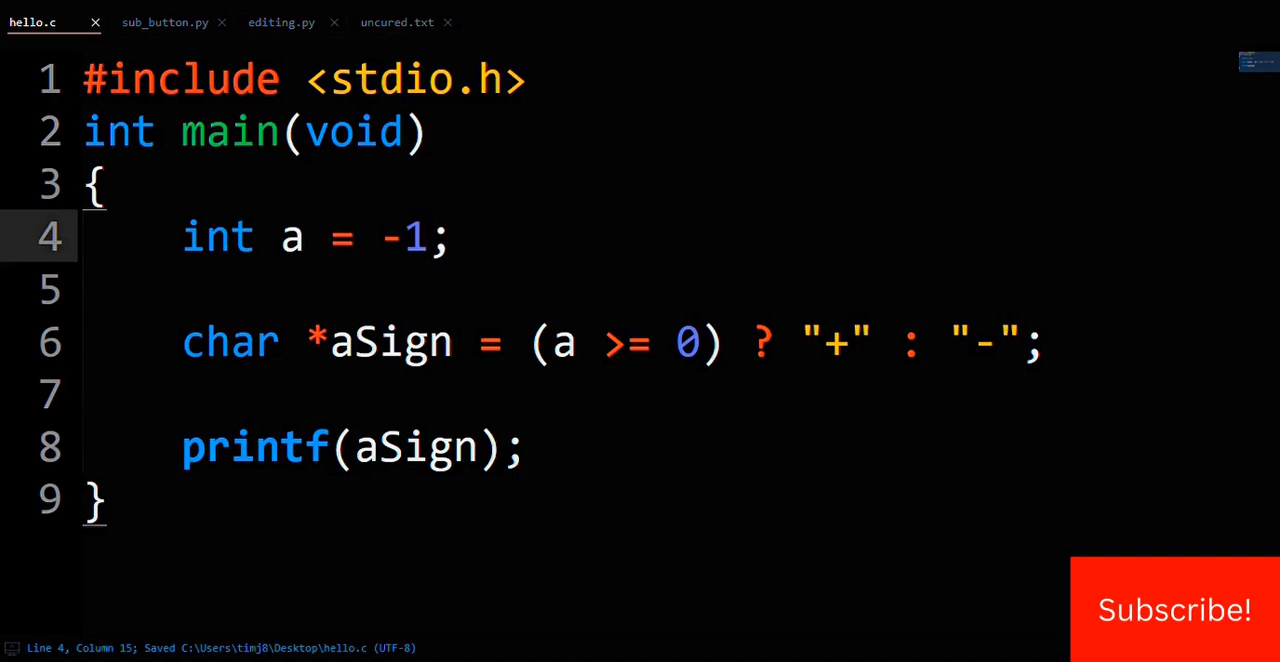 hello.c sub_button.py editing.py uncured.txt
1 #include <stdio.h>
2 int main(void)
3 {
4     int a = -1;
5
6     char *aSign = (a >= 0) ? "+" : "-";
7
8     printf(aSign);
9 }
Subscribe!
Line 4, Column 15; Saved C:\Users\timj8\Desktop\hello.c (UTF-8)